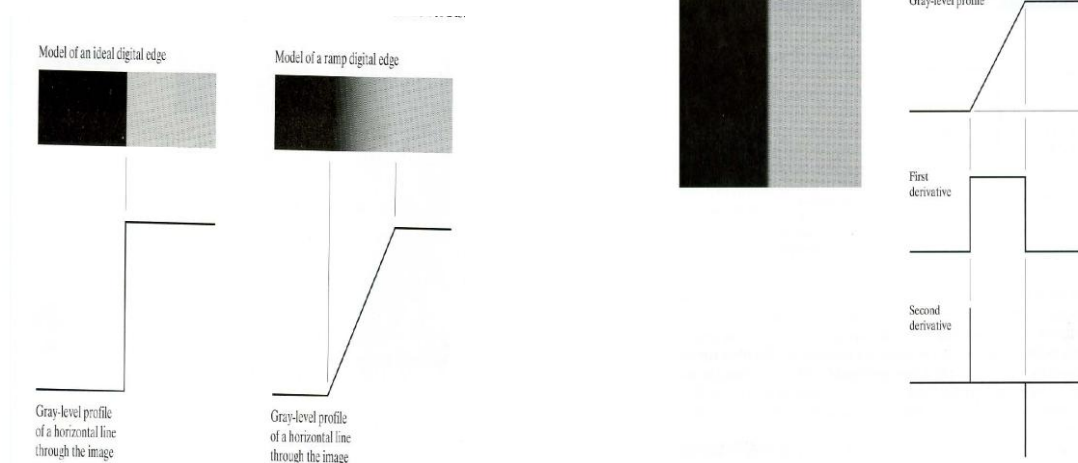 Model of an ideal digital edge
Model of a ramp digital edge
Gray-level profile
of a horizontal line
through the image
Gray-level profile
of a horizontal line
through the image
Gray-level profile
First
derivative
Second
derivative